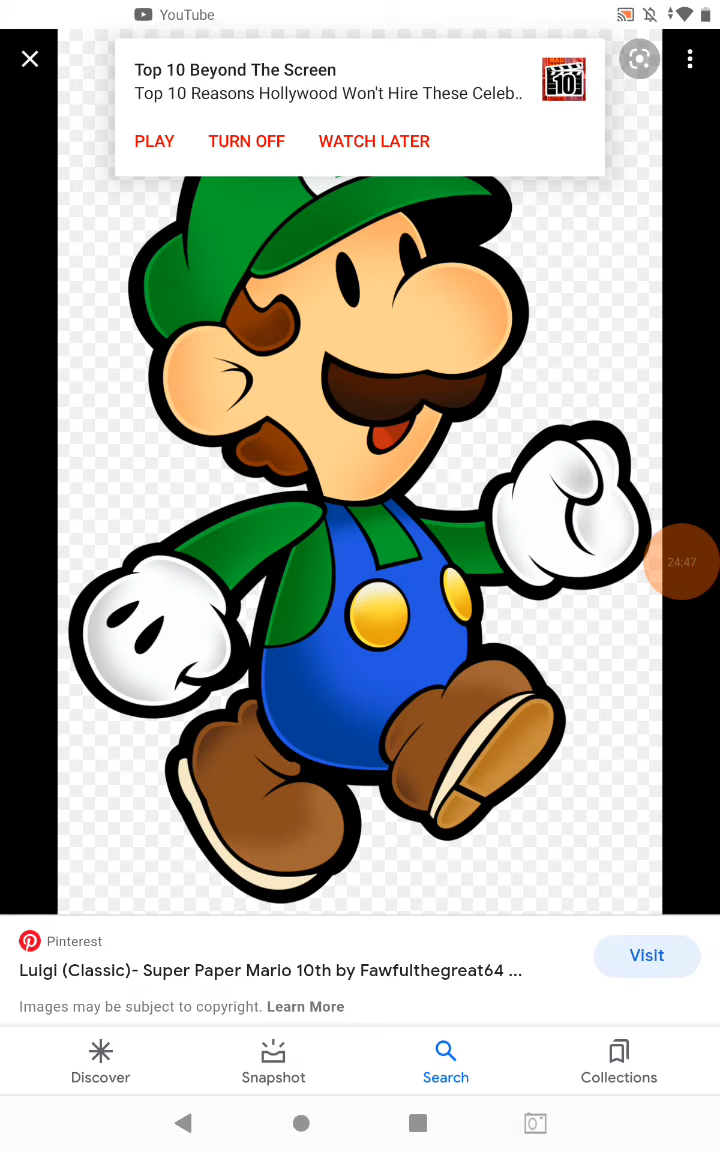 YouTube
Top 10 Beyond The Screen
Top 10 Reasons Hollywood Won't Hire These Celeb..
10
PLAY TURN OFF WATCH LATER
24:47
Pinterest
Luigi (Classic)- Super Paper Mario 10th by Fawfulthegreat64 ...
Visit
Images may be subject to copyright. Learn More
Discover Snapshot Search Collections